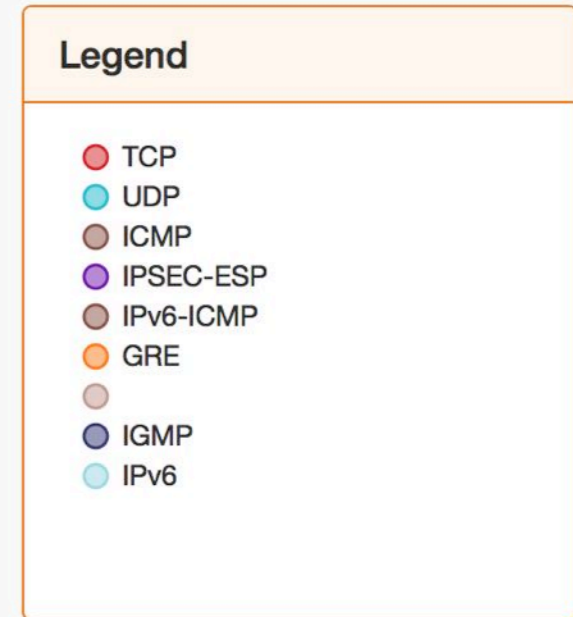 Legend
TCP
UDP
ICMP
IPSEC-ESP
IPv6-ICMP
GRE
IGMP
IPv6